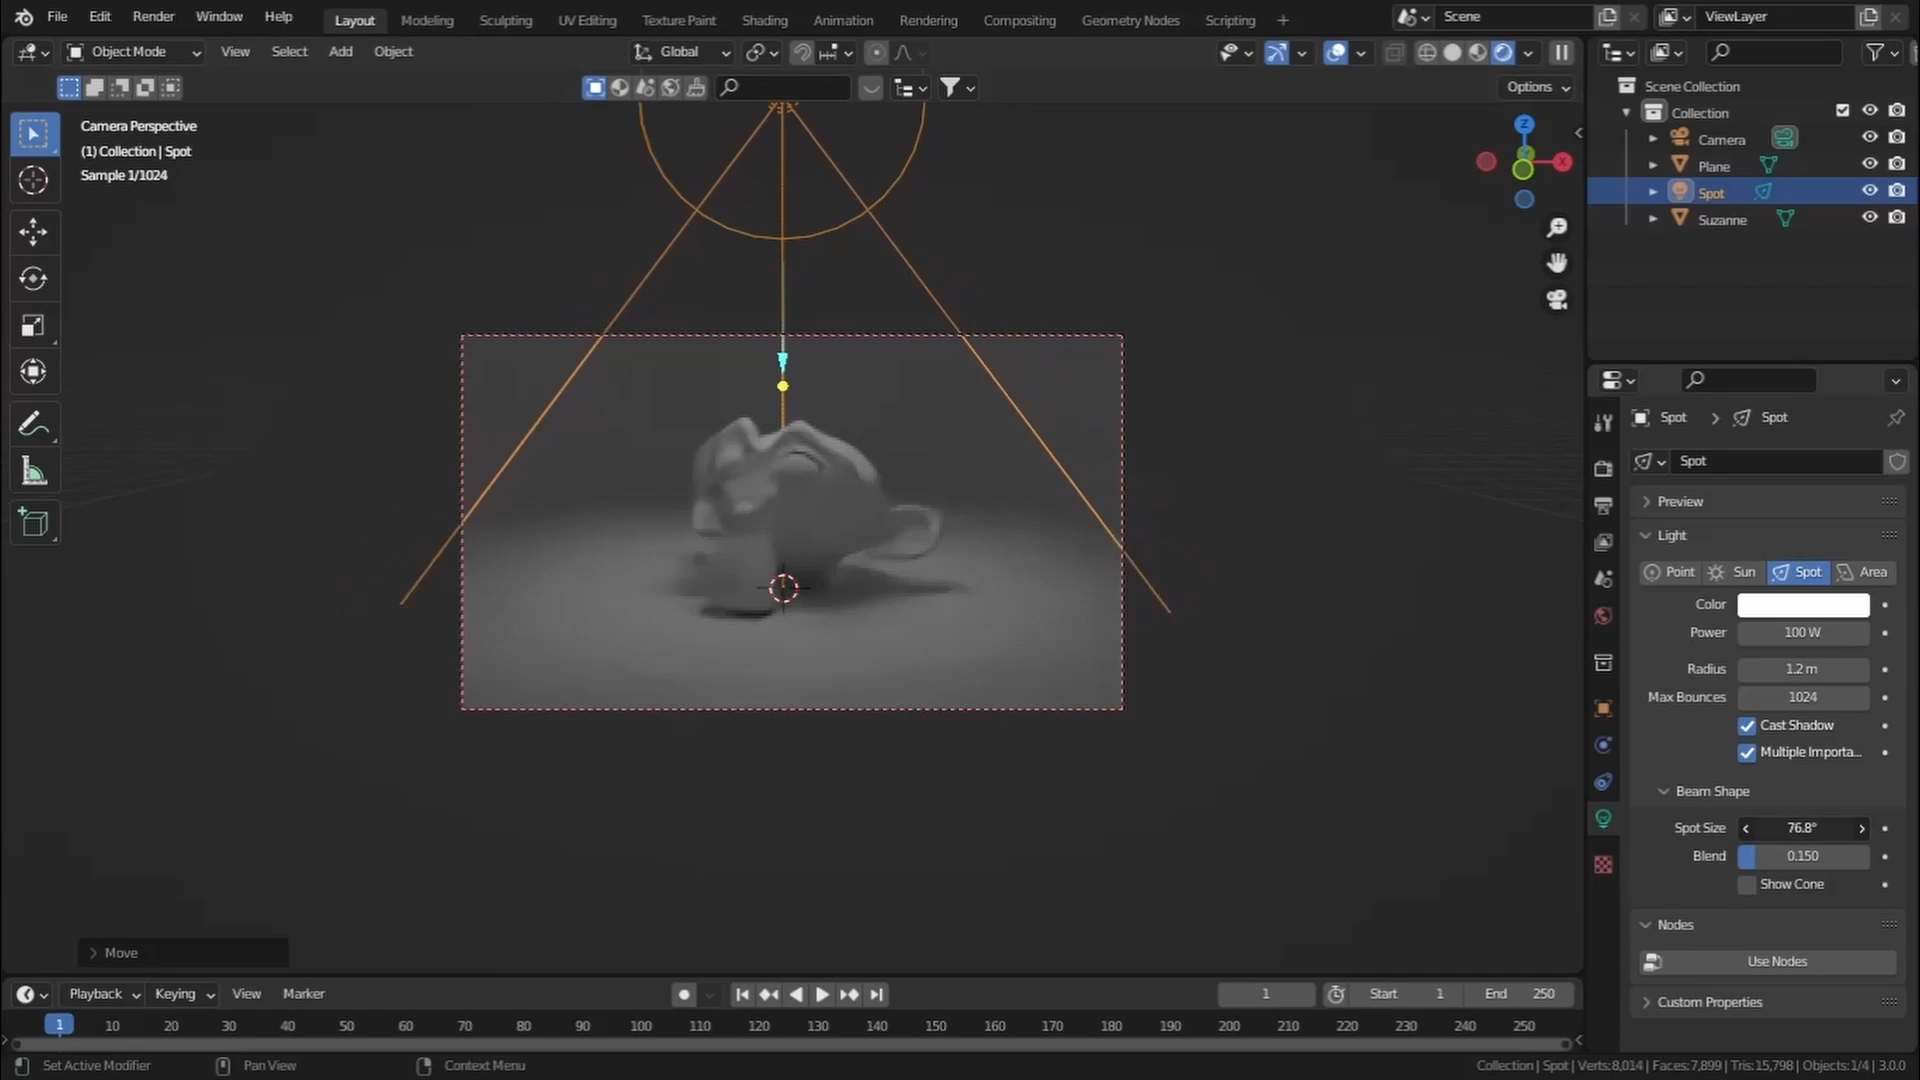 File Edit Render Window Help Layout Modeling Sculpting UV Editing Texture Paint Shading Animation Rendering Compositing Geometry Nodes Scripting + Scene ViewLayer
Object Mode View Select Add Object Global
Options
Camera Perspective
(1) Collection | Spot
Sample 1/1024
Z
X
Scene Collection
Collection
Camera
Plane
Spot
Suzanne
Spot > Spot
Spot
Preview
Light
Point Sun Spot Area
Color
Power 100 W
Radius 1.2 m
Max Bounces 1024
Cast Shadow
Multiple Importa...
Beam Shape
Spot Size 76.8°
Blend 0.150
Show Cone
Nodes
Use Nodes
Custom Properties
Move
Playback Keying View Marker 1 Start 1 End 250
1 10 20 30 40 50 60 70 80 90 100 110 120 130 140 150 160 170 180 190 200 210 220 230 240 250
Set Active Modifier Pan View Context Menu Collection | Spot | Verts:8,014 | Faces:7,899 | Tris:15,798 | Objects:1/4 | 3.0.0